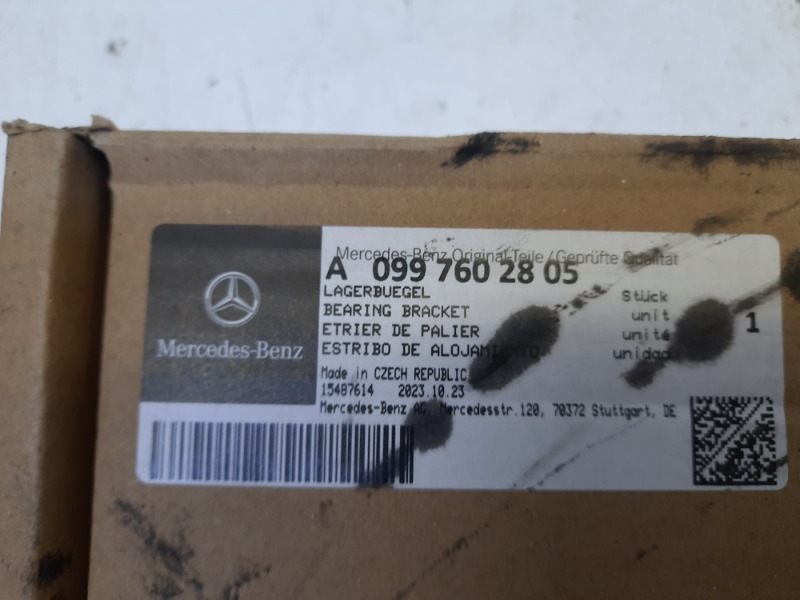 Mercedes-Benz Original-Teile / Geprüfte Qualität
A 099 760 28 05
LAGERBUEGEL Stück
BEARING BRACKET unit
ETRIER DE PALIER unité 1
ESTRIBO DE ALOJAMIENTO unidad
Mercedes-Benz
Made in CZECH REPUBLIC
15487614 2023.10.23
Mercedes-Benz AG, Mercedesstr.120, 70372 Stuttgart, DE